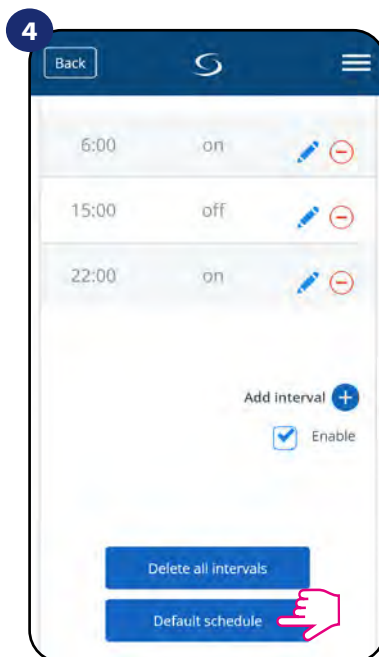 4
Back
6:00 on
15:00 off
22:00 on
Add interval
Enable
Delete all intervals
Default schedule